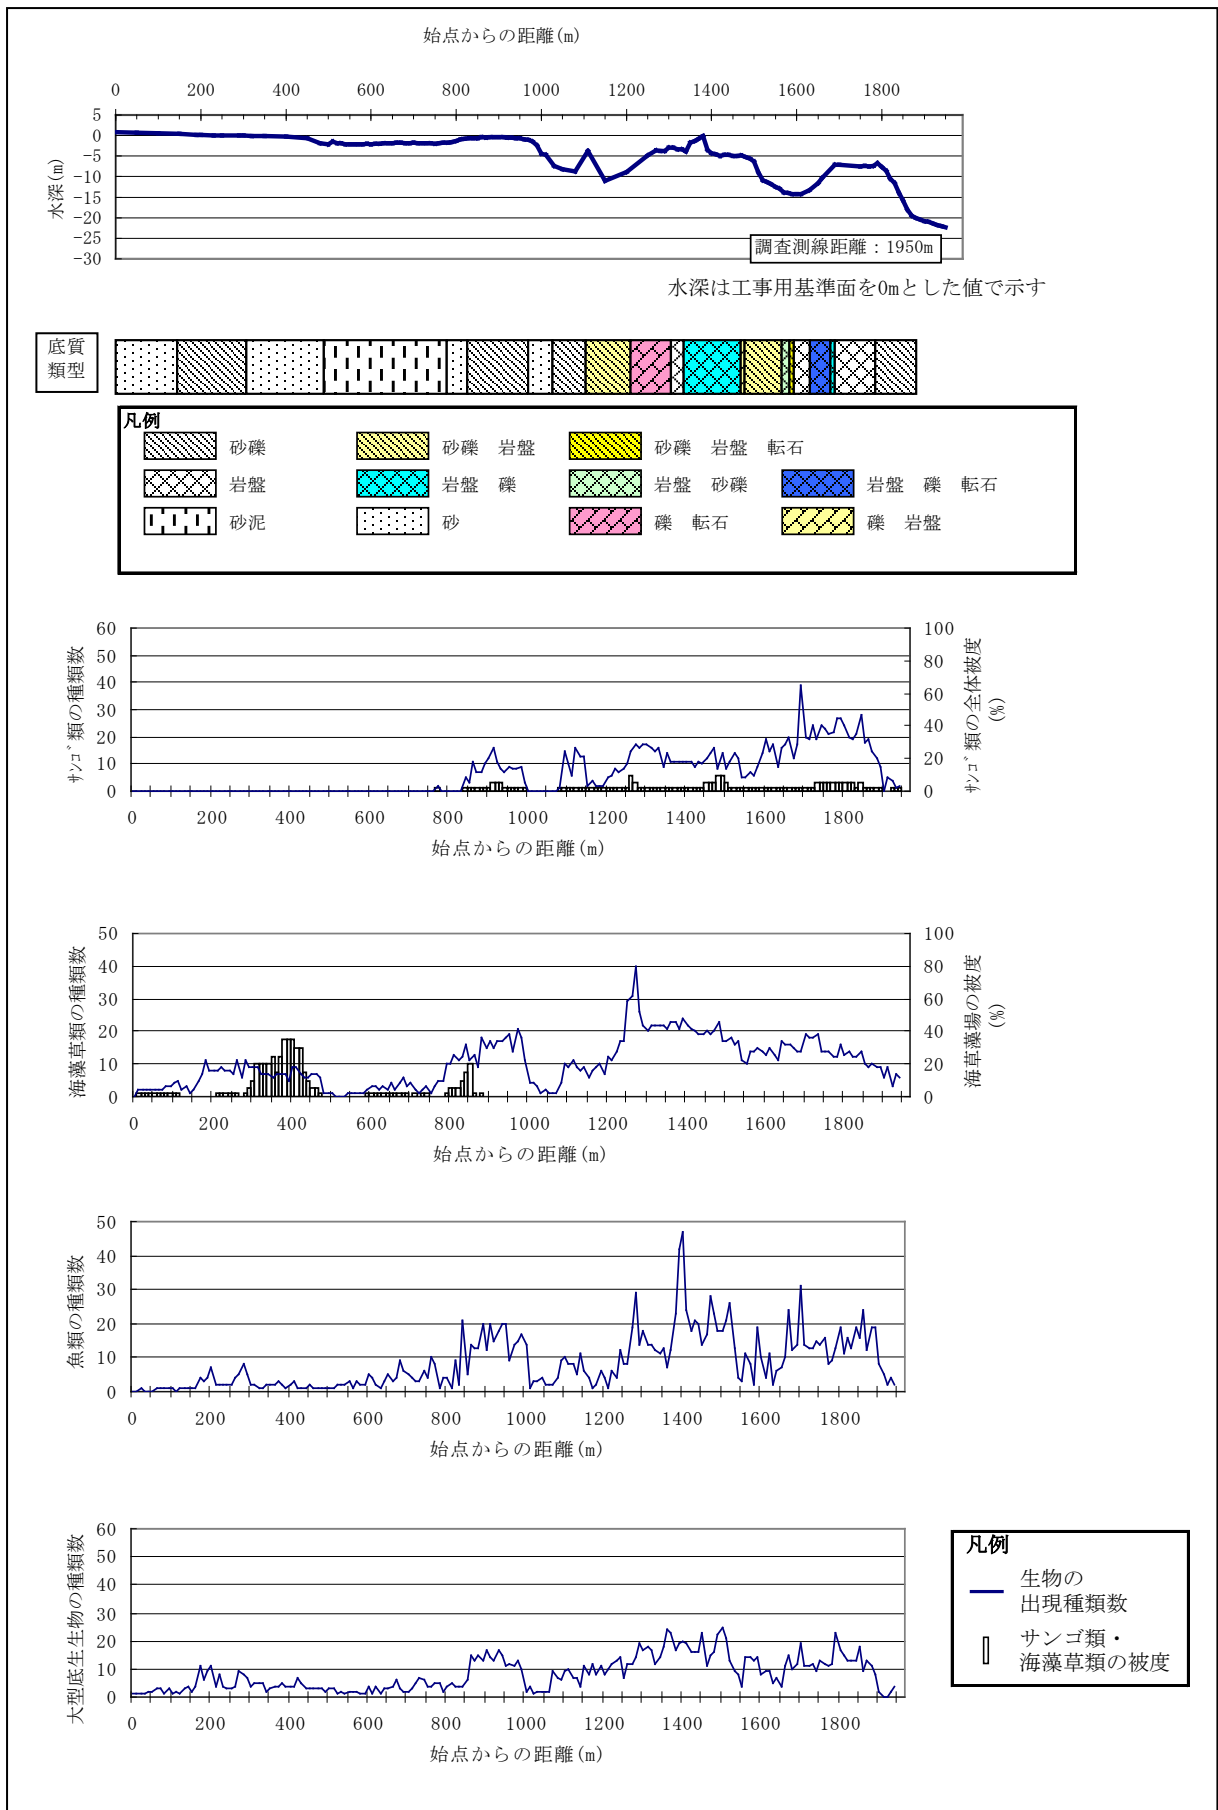 始点からの距離(m)
0 200 400 600 800 1000 1200 1400 1600 1800
5
0
-5
-10
-15
-20
-25
-30
水深(m)
調査測線距離：1950m
水深は工事用基準面を0mとした値で示す
底質
類型
凡例
砂礫 砂礫　岩盤 砂礫　岩盤　転石
岩盤 岩盤　礫 岩盤　砂礫 岩盤　礫　転石
砂泥 砂 礫　転石 礫　岩盤
サンゴ類の種類数
60
50
40
30
20
10
0
100
80
60
40
20
0
サンゴ類の全体被度
(%)
0 200 400 600 800 1000 1200 1400 1600 1800
始点からの距離(m)
海藻草類の種類数
50
40
30
20
10
0
100
80
60
40
20
0
海草藻場の被度
(%)
0 200 400 600 800 1000 1200 1400 1600 1800
始点からの距離(m)
魚類の種類数
50
40
30
20
10
0
0 200 400 600 800 1000 1200 1400 1600 1800
始点からの距離(m)
大型底生生物の種類数
60
50
40
30
20
10
0
0 200 400 600 800 1000 1200 1400 1600 1800
始点からの距離(m)
凡例
生物の
出現種類数
サンゴ類・
海藻草類の被度